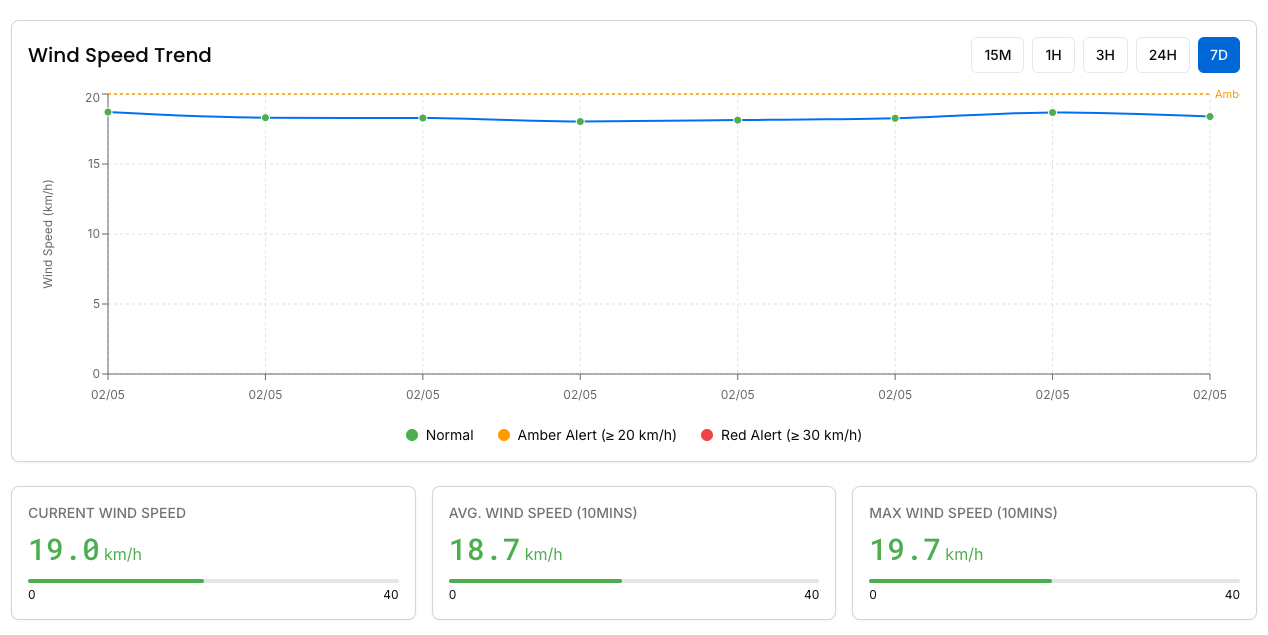 Wind Speed Trend
15M 1H 3H 24H 7D
Amb
20
15
10
5
0
Wind Speed (km/h)
02/05 02/05 02/05 02/05 02/05 02/05 02/05 02/05
Normal Amber Alert (≥ 20 km/h) Red Alert (≥ 30 km/h)
CURRENT WIND SPEED
19.0 km/h
0 40
AVG. WIND SPEED (10MINS)
18.7 km/h
0 40
MAX WIND SPEED (10MINS)
19.7 km/h
0 40